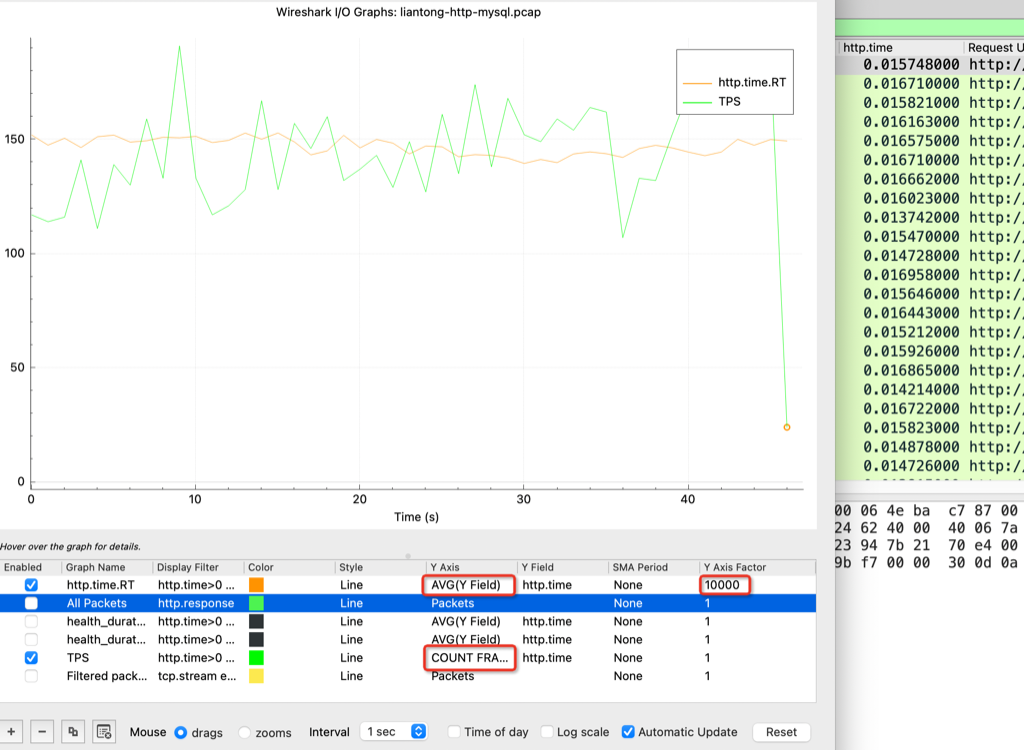 Wireshark I/O Graphs: liantong-http-mysql.pcap
http.time.RT
TPS
150
100
50
0
0 10 20 30 40
Time (s)
Hover over the graph for details.
Enabled Graph Name Display Filter Color Style Y Axis Y Field SMA Period Y Axis Factor
http.time.RT http.time>0 ... Line AVG(Y Field) http.time None 10000
All Packets http.response Line Packets None 1
health_durat... http.time>0 ... Line AVG(Y Field) http.time None 1
health_durat... http.time>0 ... Line AVG(Y Field) http.time None 1
TPS http.time>0 ... Line COUNT FRA... http.time None 1
Filtered pack... tcp.stream e... Line Packets None 1
+ − Mouse drags zooms Interval 1 sec Time of day Log scale Automatic Update Reset
http.time Request U
0.015748000 http:/
0.016710000 http:/
0.015821000 http:/
0.016163000 http:/
0.016575000 http:/
0.016710000 http:/
0.016662000 http:/
0.016023000 http:/
0.013742000 http:/
0.015470000 http:/
0.014728000 http:/
0.016958000 http:/
0.015646000 http:/
0.016443000 http:/
0.015212000 http:/
0.015926000 http:/
0.016865000 http:/
0.014214000 http:/
0.016722000 http:/
0.015823000 http:/
0.014878000 http:/
0.014726000 http:/
00 06 4e ba c7 87 00
24 62 40 00 40 06 7a
23 94 7b 21 70 e4 00
9b f7 00 00 30 0d 0a